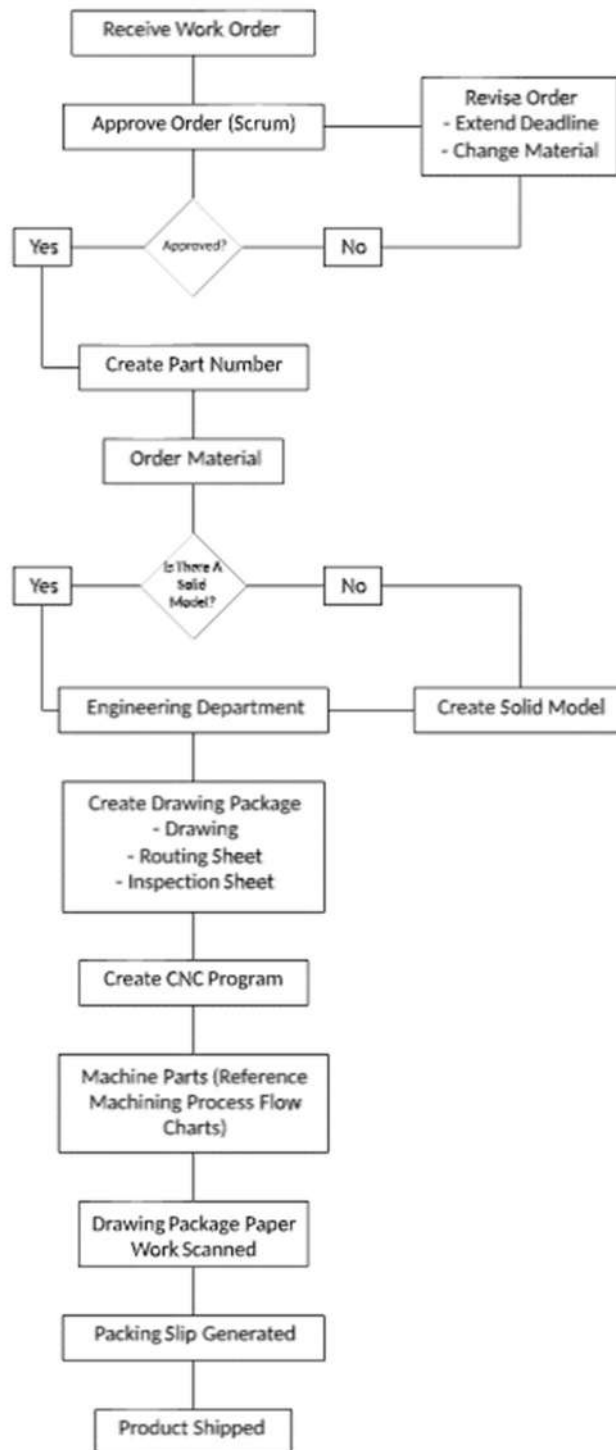 Receive Work Order
Approve Order (Scrum)
Revise Order
- Extend Deadline
- Change Material
Yes
Approved?
No
Create Part Number
Order Material
Yes
Is There A
Solid
Model?
No
Engineering Department
Create Solid Model
Create Drawing Package
- Drawing
- Routing Sheet
- Inspection Sheet
Create CNC Program
Machine Parts (Reference
Machining Process Flow
Charts)
Drawing Package Paper
Work Scanned
Packing Slip Generated
Product Shipped